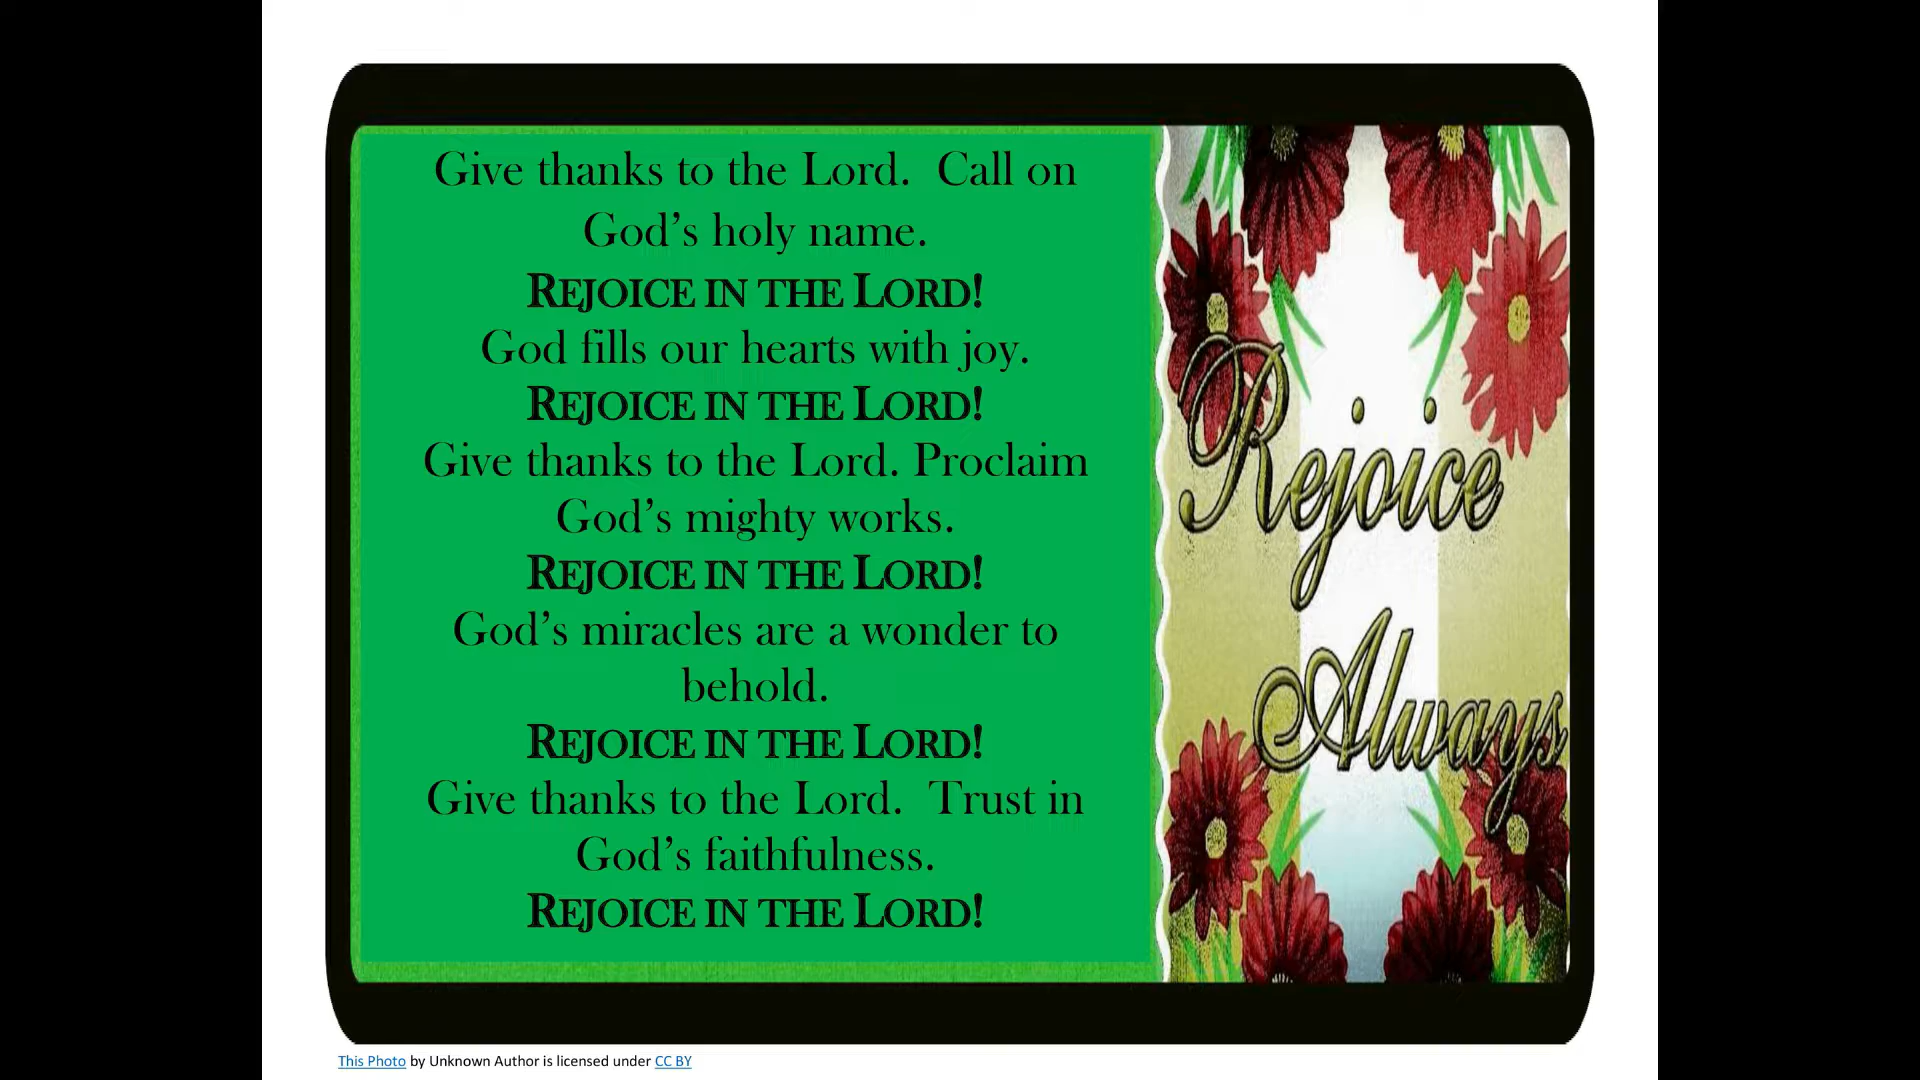 Give thanks to the Lord.  Call on
God’s holy name.
REJOICE IN THE LORD!
God fills our hearts with joy.
REJOICE IN THE LORD!
Give thanks to the Lord. Proclaim
God’s mighty works.
REJOICE IN THE LORD!
God’s miracles are a wonder to
behold.
REJOICE IN THE LORD!
Give thanks to the Lord.  Trust in
God’s faithfulness.
REJOICE IN THE LORD!
Rejoice
Always
This Photo by Unknown Author is licensed under CC BY